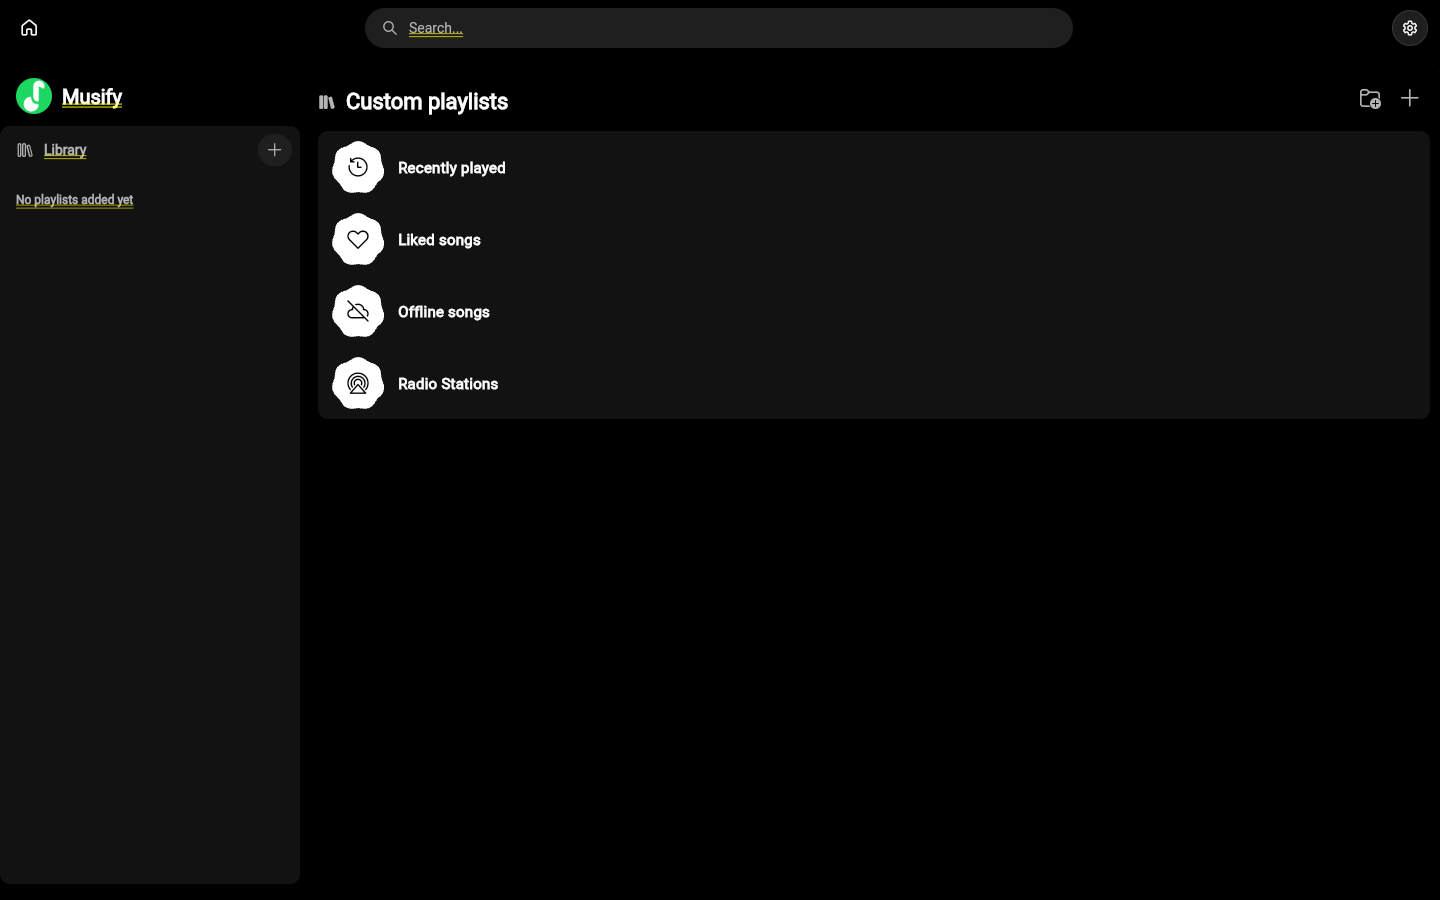 Search...
Musify
Library
No playlists added yet
Custom playlists
Recently played
Liked songs
Offline songs
Radio Stations